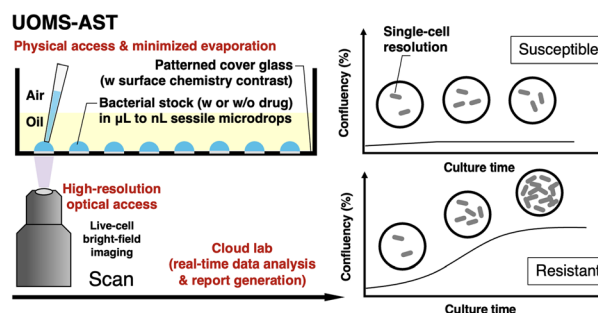 UOMS-AST
Physical access & minimized evaporation
Patterned cover glass
(w surface chemistry contrast)
Air
Bacterial stock (w or w/o drug)
in µL to nL sessile microdrops
Oil
High-resolution
optical access
Live-cell
bright-field
imaging
Scan
Cloud lab
(real-time data analysis
& report generation)
Single-cell
resolution
Susceptible
Confluency (%)
Culture time
Confluency (%)
Resistant
Culture time